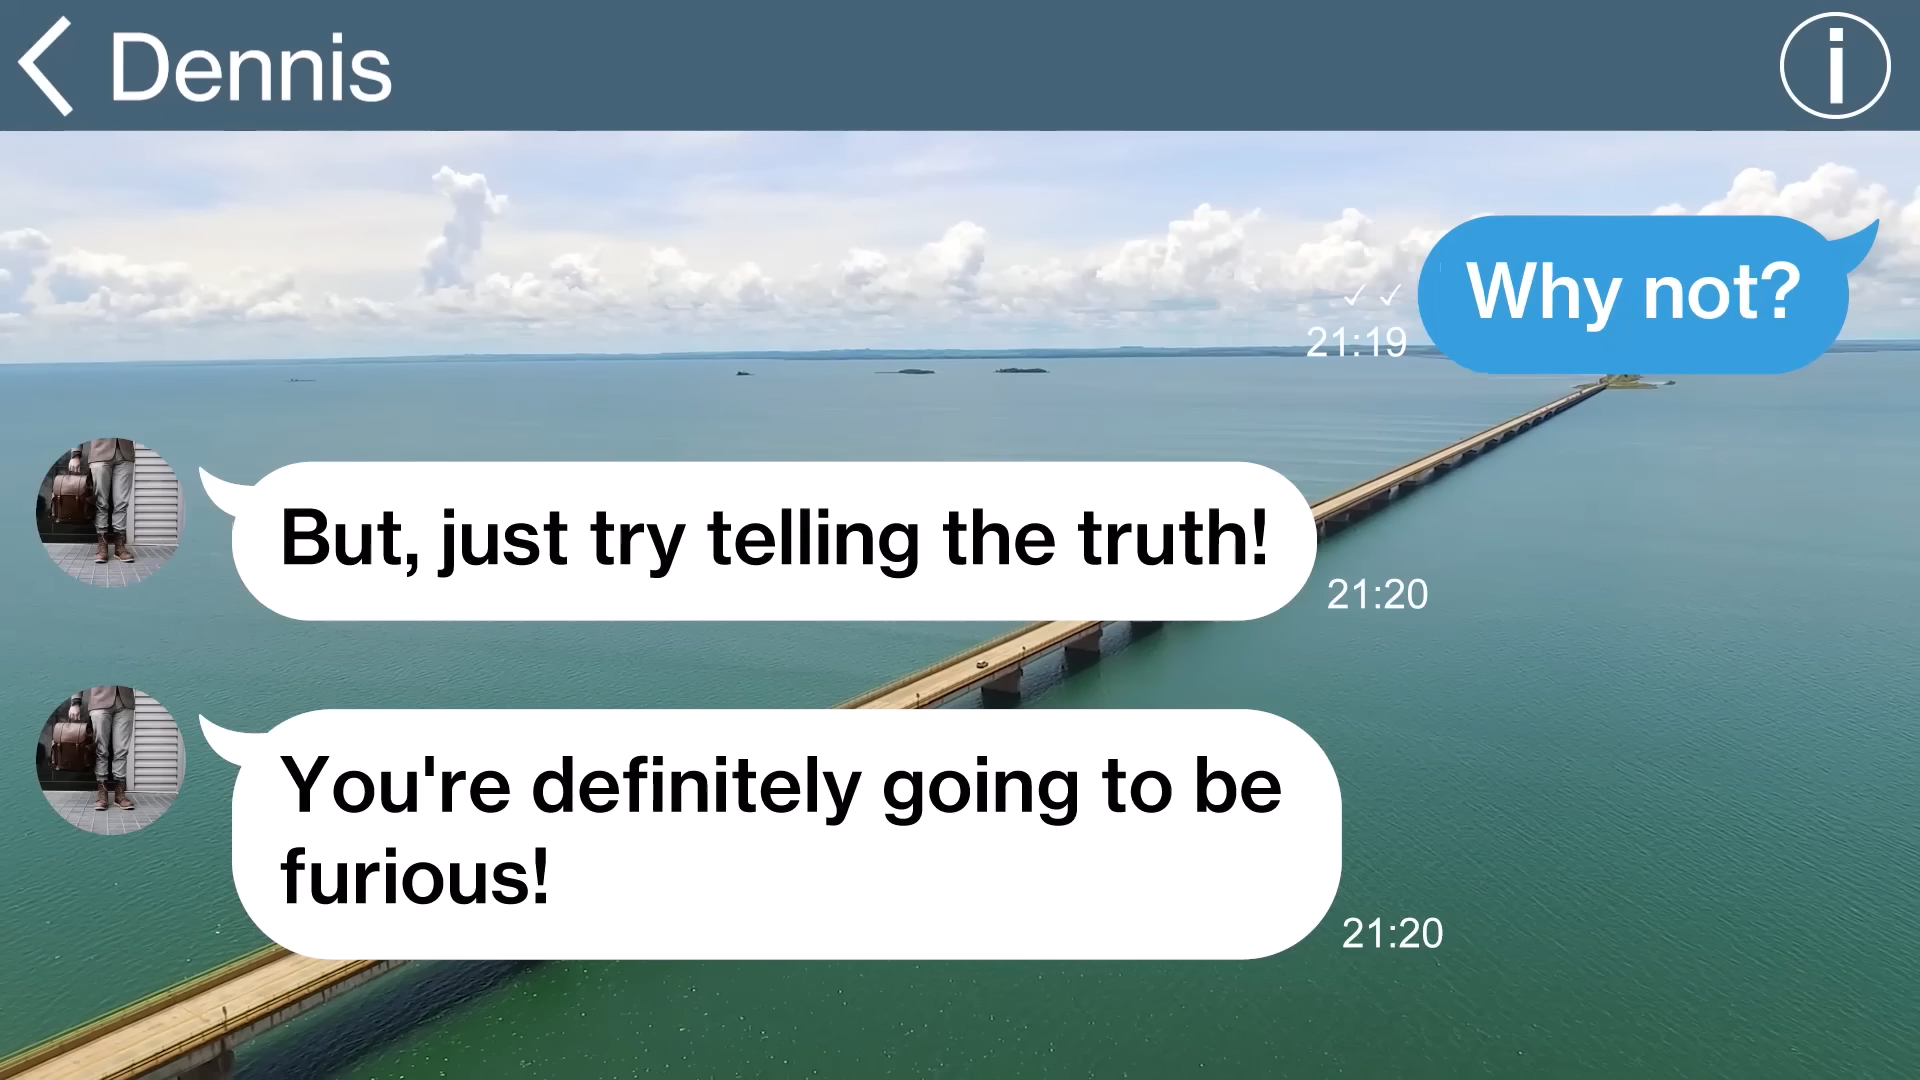 Dennis
Why not?
✓ ✓
21:19
But, just try telling the truth!
21:20
You're definitely going to be
furious!
21:20